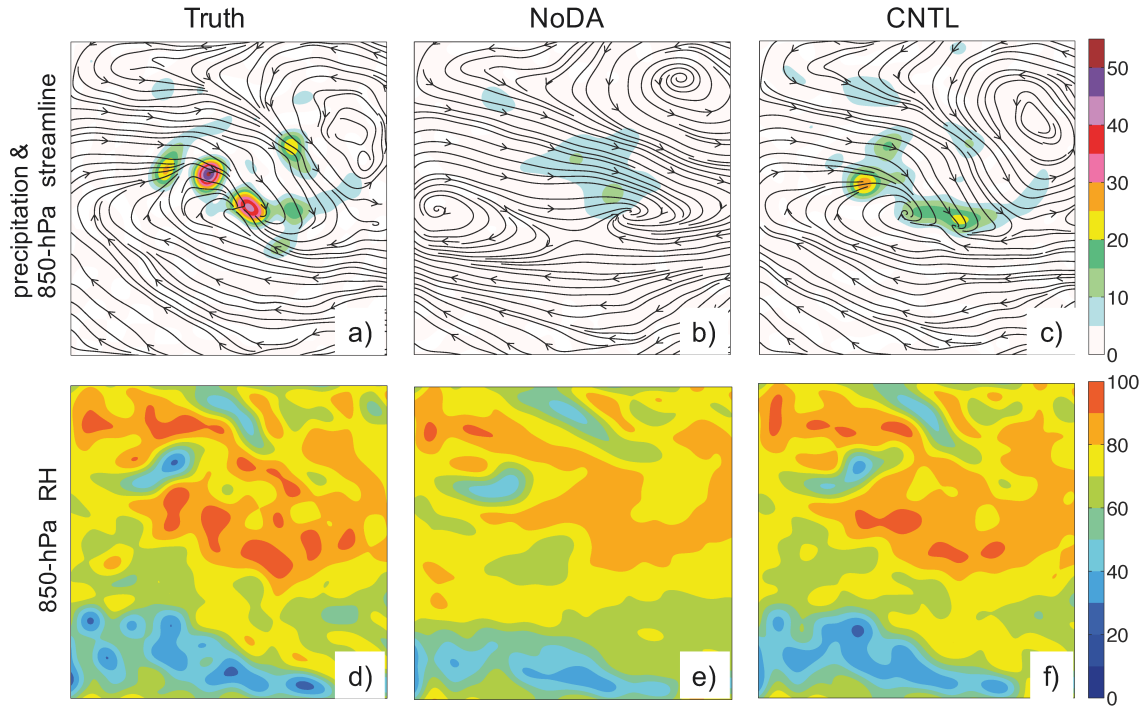 Truth NoDA CNTL
precipitation &
850-hPa streamline
a) b) c)
50
40
30
20
10
0
850-hPa RH
d) e) f)
100
80
60
40
20
0